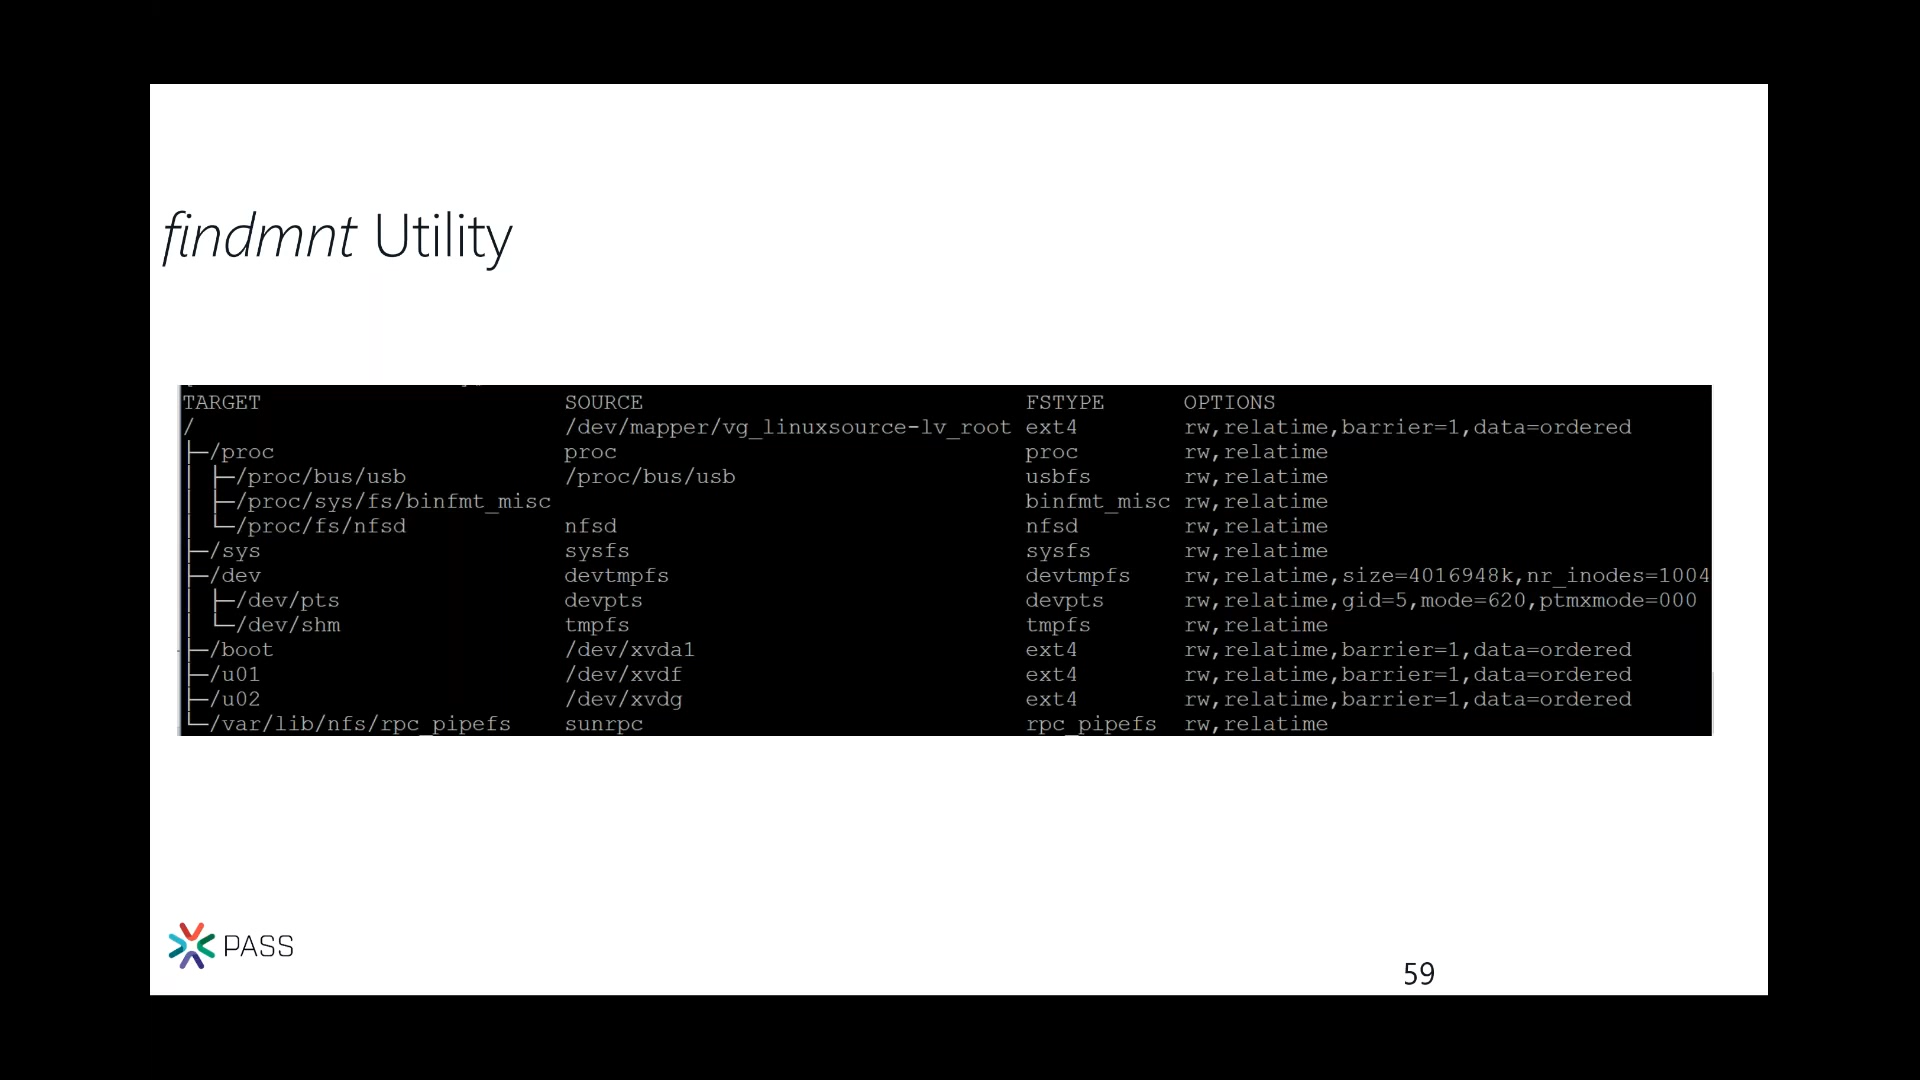 findmnt Utility
TARGET SOURCE FSTYPE OPTIONS
/ /dev/mapper/vg_linuxsource-lv_root ext4 rw,relatime,barrier=1,data=ordered
├─/proc proc proc rw,relatime
│ ├─/proc/bus/usb /proc/bus/usb usbfs rw,relatime
│ ├─/proc/sys/fs/binfmt_misc binfmt_misc rw,relatime
│ └─/proc/fs/nfsd nfsd nfsd rw,relatime
├─/sys sysfs sysfs rw,relatime
├─/dev devtmpfs devtmpfs rw,relatime,size=4016948k,nr_inodes=1004
│ ├─/dev/pts devpts devpts rw,relatime,gid=5,mode=620,ptmxmode=000
│ └─/dev/shm tmpfs tmpfs rw,relatime
├─/boot /dev/xvda1 ext4 rw,relatime,barrier=1,data=ordered
├─/u01 /dev/xvdf ext4 rw,relatime,barrier=1,data=ordered
├─/u02 /dev/xvdg ext4 rw,relatime,barrier=1,data=ordered
└─/var/lib/nfs/rpc_pipefs sunrpc rpc_pipefs rw,relatime
PASS
59